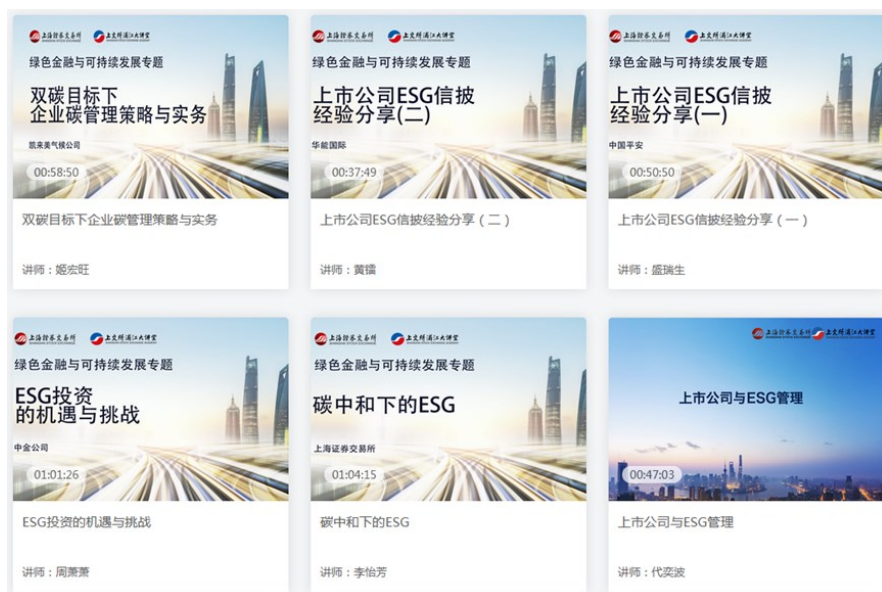 上海证券交易所 上交所浦江大讲堂
绿色金融与可持续发展专题
双碳目标下
企业碳管理策略与实务
凯来美气候公司
00:58:50
双碳目标下企业碳管理策略与实务
讲师：姬宏旺
上海证券交易所 上交所浦江大讲堂
绿色金融与可持续发展专题
上市公司ESG信披
经验分享(二)
华能国际
00:37:49
上市公司ESG信披经验分享（二）
讲师：黄镭
上海证券交易所 上交所浦江大讲堂
绿色金融与可持续发展专题
上市公司ESG信披
经验分享(一)
中国平安
00:50:50
上市公司ESG信披经验分享（一）
讲师：盛瑞生
上海证券交易所 上交所浦江大讲堂
绿色金融与可持续发展专题
ESG投资
的机遇与挑战
中金公司
01:01:26
ESG投资的机遇与挑战
讲师：周萧萧
上海证券交易所 上交所浦江大讲堂
绿色金融与可持续发展专题
碳中和下的ESG
上海证券交易所
01:04:15
碳中和下的ESG
讲师：李怡芳
上海证券交易所 上交所浦江大讲堂
上市公司与ESG管理
00:47:03
上市公司与ESG管理
讲师：代奕波